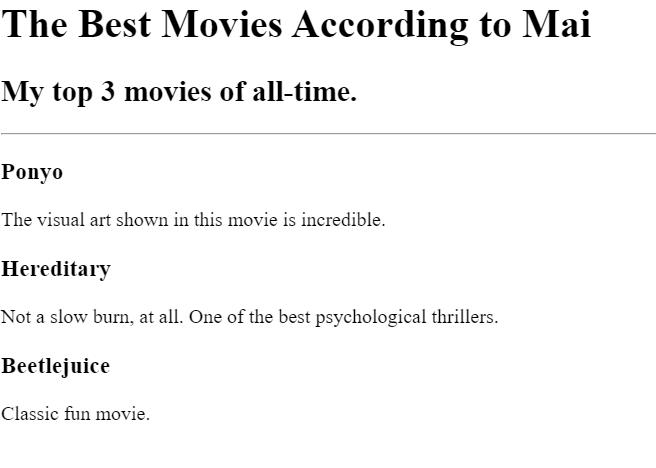 The Best Movies According to Mai
My top 3 movies of all-time.
Ponyo
The visual art shown in this movie is incredible.
Hereditary
Not a slow burn, at all. One of the best psychological thrillers.
Beetlejuice
Classic fun movie.